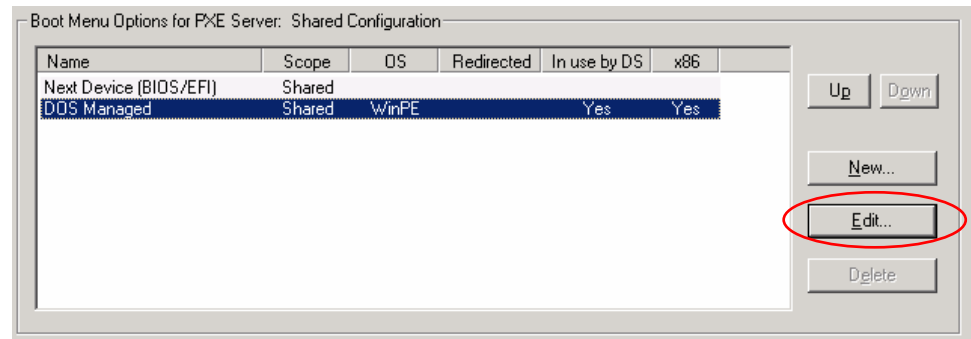 Boot Menu Options for PXE Server: Shared Configuration
Name Scope OS Redirected In use by DS x86
Next Device (BIOS/EFI) Shared
DOS Managed Shared WinPE Yes Yes
Up Down
New...
Edit...
Delete